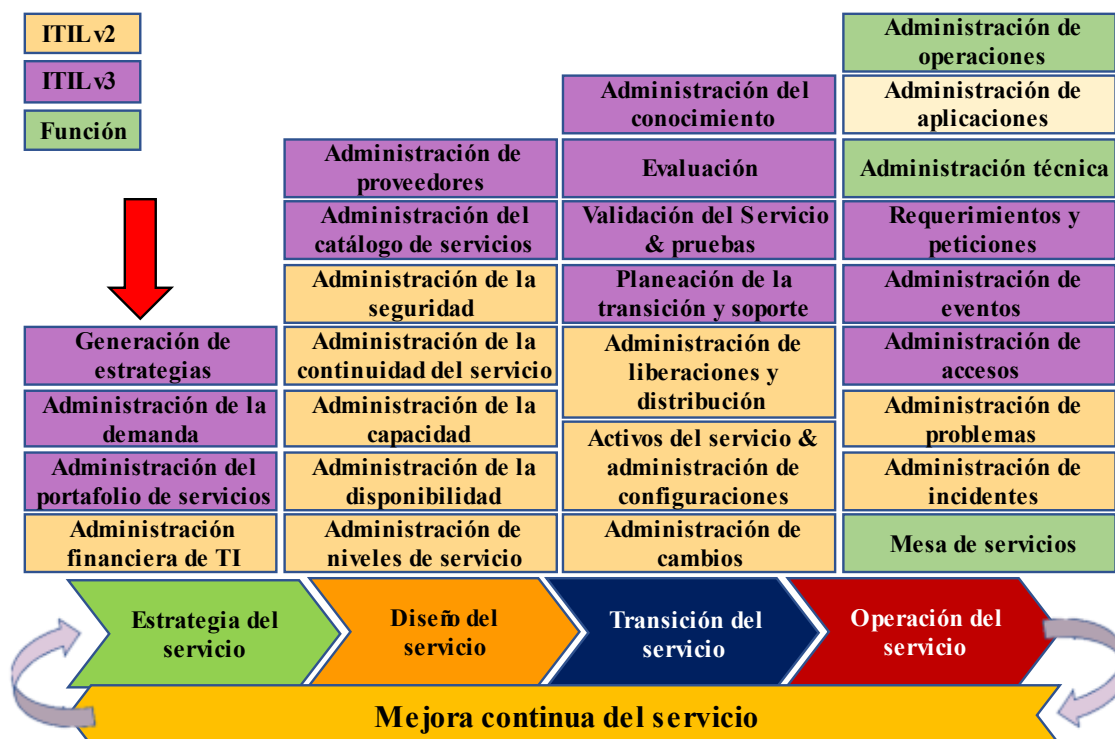 ITILv2
ITILv3
Función
Generación de
estrategias
Administración de la
demanda
Administración del
portafolio de servicios
Administración
financiera de TI
Administración de
proveedores
Administración del
catálogo de servicios
Administración de la
seguridad
Administración de la
continuidad del servicio
Administración de la
capacidad
Administración de la
disponibilidad
Administración de
niveles de servicio
Administración del
conocimiento
Evaluación
Validación del Servicio
& pruebas
Planeación de la
transición y soporte
Administración de
liberaciones y
distribución
Activos del servicio &
administración de
configuraciones
Administración de
cambios
Administración de
operaciones
Administración de
aplicaciones
Administración técnica
Requerimientos y
peticiones
Administración de
eventos
Administración de
accesos
Administración de
problemas
Administración de
incidentes
Mesa de servicios
Estrategia del
servicio
Diseño del
servicio
Transición del
servicio
Operación del
servicio
Mejora continua del servicio